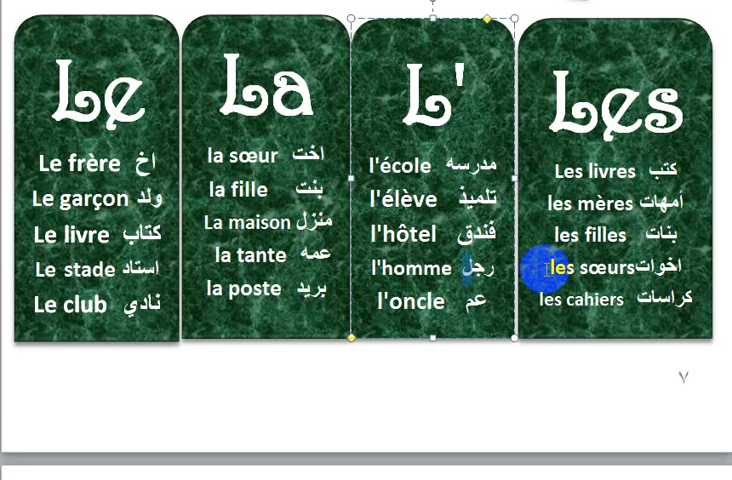 Le
Le frère اخ
Le garçon ولد
Le livre كتاب
Le stade استاد
Le club نادي
La
la sœur اخت
la fille بنت
La maison منزل
la tante عمه
la poste بريد
L'
l'école مدرسه
l'élève تلميذ
l'hôtel فندق
l'homme رجل
l'oncle عم
Les
Les livres كتب
les mères أمهات
les filles بنات
les sœurs اخوات
les cahiers كراسات
٧